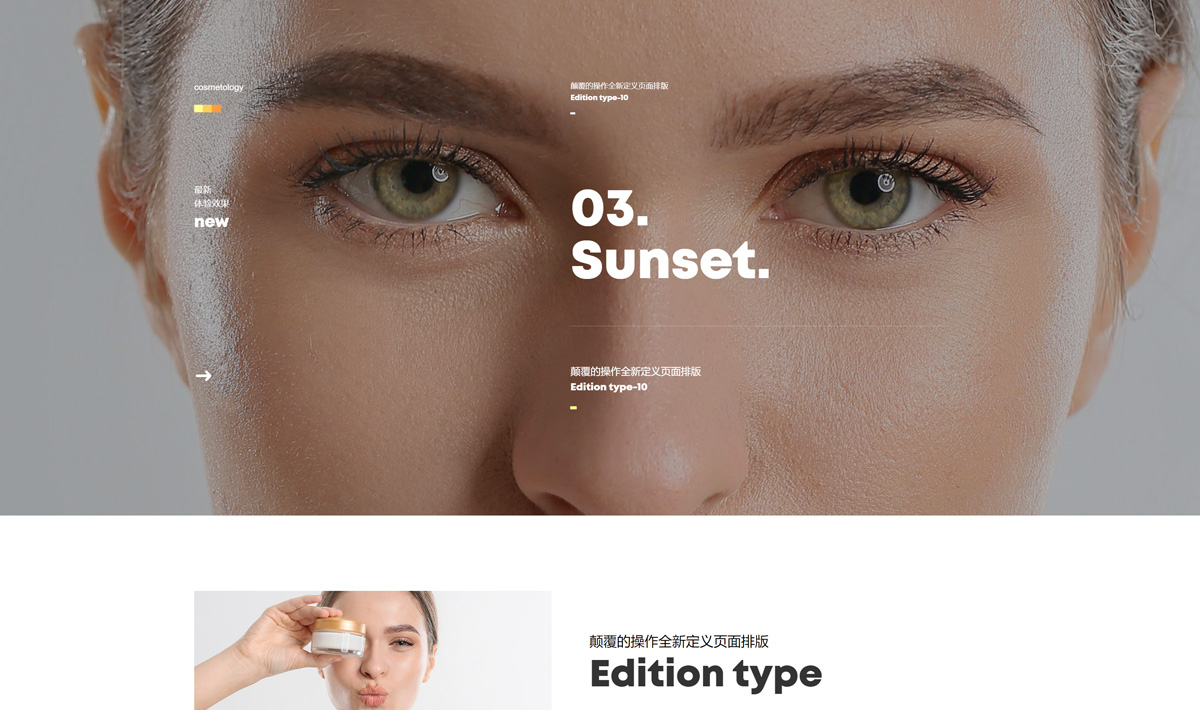 cosmetology
最新
体验效果
new
颠覆的操作全新定义页面排版
Edition type-10
03.
Sunset.
颠覆的操作全新定义页面排版
Edition type-10
颠覆的操作全新定义页面排版
Edition type